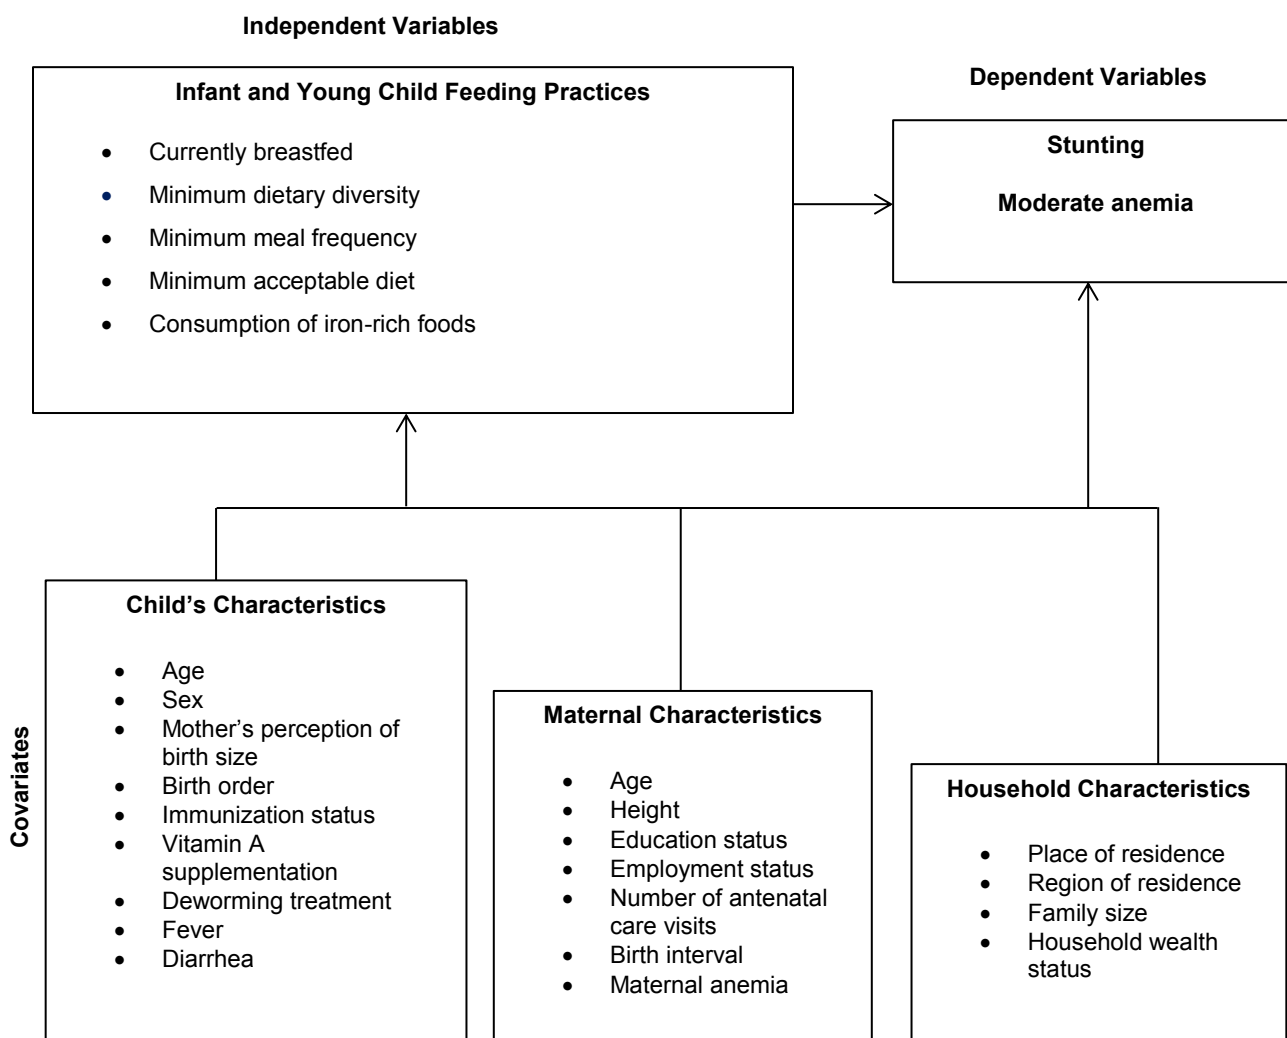 Independent Variables
Infant and Young Child Feeding Practices
• Currently breastfed
• Minimum dietary diversity
• Minimum meal frequency
• Minimum acceptable diet
• Consumption of iron-rich foods
Dependent Variables
Stunting
Moderate anemia
Covariates
Child’s Characteristics
• Age
• Sex
• Mother’s perception of
birth size
• Birth order
• Immunization status
• Vitamin A
supplementation
• Deworming treatment
• Fever
• Diarrhea
Maternal Characteristics
• Age
• Height
• Education status
• Employment status
• Number of antenatal
care visits
• Birth interval
• Maternal anemia
Household Characteristics
• Place of residence
• Region of residence
• Family size
• Household wealth
status